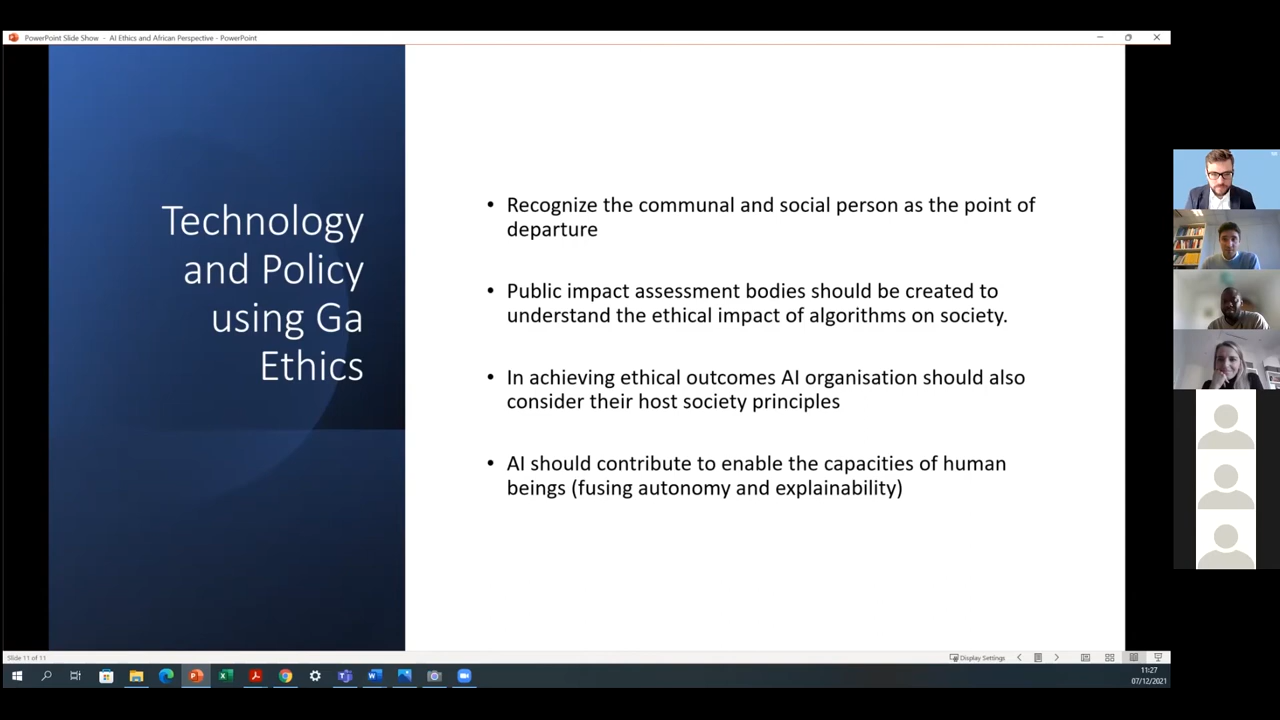 PowerPoint Slide Show - AI Ethics and African Perspective - PowerPoint
Technology
and Policy
using Ga
Ethics
• Recognize the communal and social person as the point of
departure
• Public impact assessment bodies should be created to
understand the ethical impact of algorithms on society.
• In achieving ethical outcomes AI organisation should also
consider their host society principles
• AI should contribute to enable the capacities of human
beings (fusing autonomy and explainability)
Slide 11 of 11
Display Settings
11:27
07/12/2021